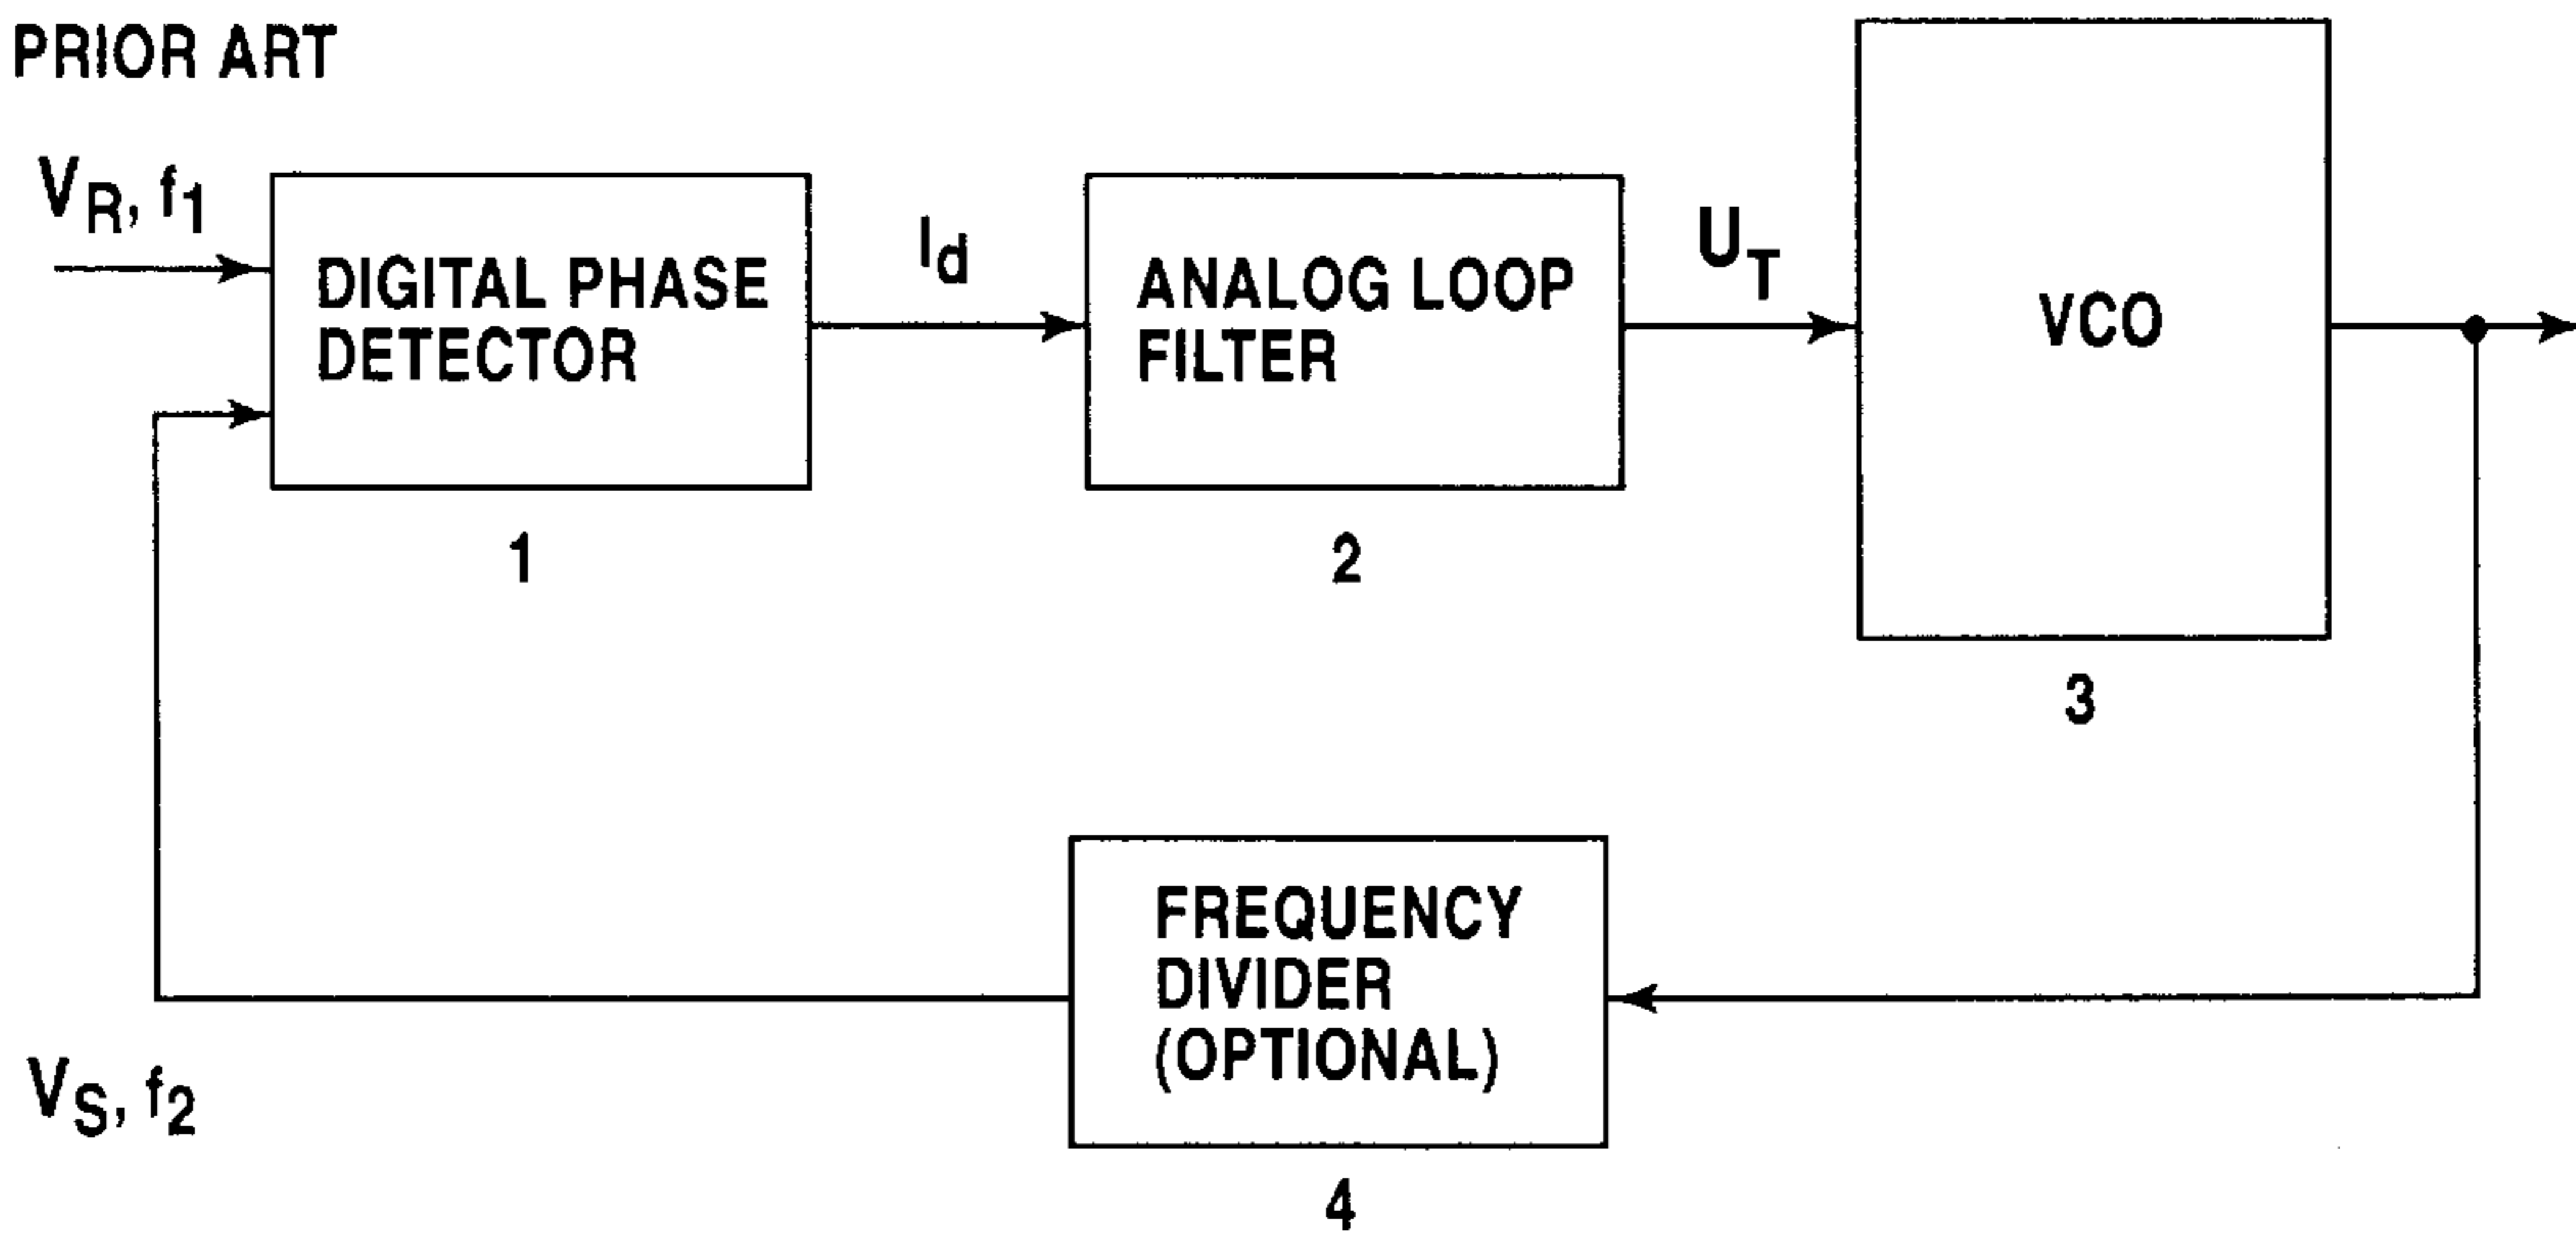 PRIOR ART
VR, f1
DIGITAL PHASE
DETECTOR
1
Id
ANALOG LOOP
FILTER
2
UT
VCO
3
FREQUENCY
DIVIDER
(OPTIONAL)
4
VS, f2